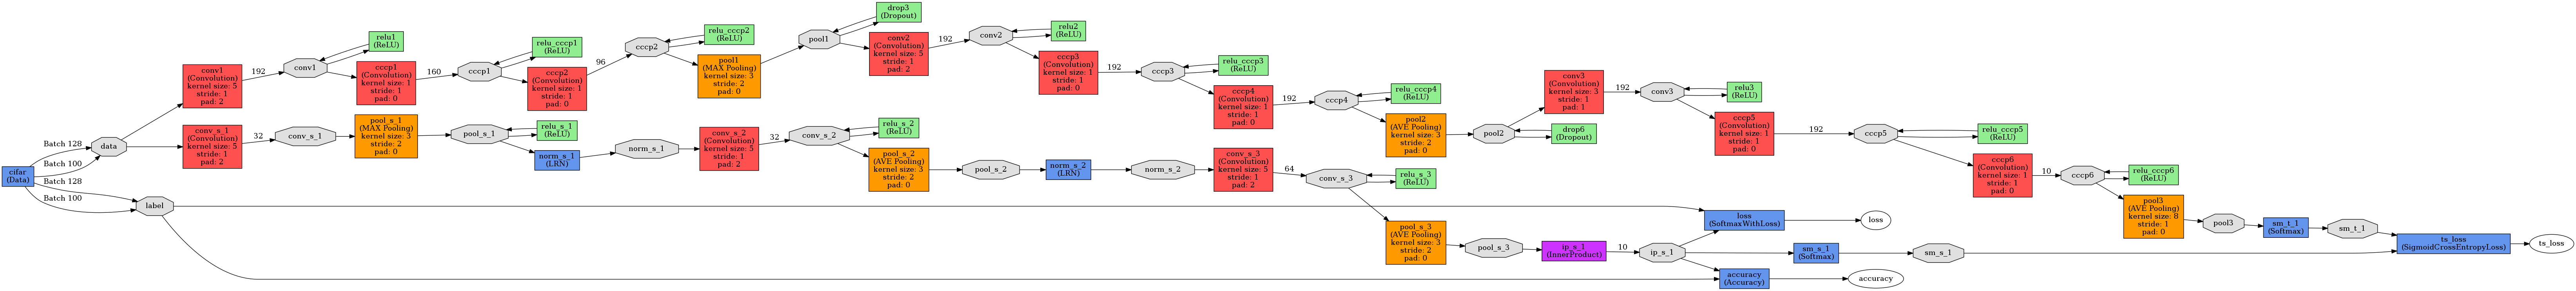 cifar
(Data)
Batch 128
Batch 100
Batch 128
Batch 100
data
label
conv1
(Convolution)
kernel size: 5
stride: 1
pad: 2
192
conv1
relu1
(ReLU)
cccp1
(Convolution)
kernel size: 1
stride: 1
pad: 0
160
cccp1
relu_cccp1
(ReLU)
cccp2
(Convolution)
kernel size: 1
stride: 1
pad: 0
96
cccp2
relu_cccp2
(ReLU)
pool1
(MAX Pooling)
kernel size: 3
stride: 2
pad: 0
pool1
drop3
(Dropout)
conv2
(Convolution)
kernel size: 5
stride: 1
pad: 2
192
conv2
relu2
(ReLU)
cccp3
(Convolution)
kernel size: 1
stride: 1
pad: 0
192
cccp3
relu_cccp3
(ReLU)
cccp4
(Convolution)
kernel size: 1
stride: 1
pad: 0
192
cccp4
relu_cccp4
(ReLU)
pool2
(AVE Pooling)
kernel size: 3
stride: 2
pad: 0
pool2
drop6
(Dropout)
conv3
(Convolution)
kernel size: 3
stride: 1
pad: 1
192
conv3
relu3
(ReLU)
cccp5
(Convolution)
kernel size: 1
stride: 1
pad: 0
192
cccp5
relu_cccp5
(ReLU)
cccp6
(Convolution)
kernel size: 1
stride: 1
pad: 0
10
cccp6
relu_cccp6
(ReLU)
pool3
(AVE Pooling)
kernel size: 8
stride: 1
pad: 0
pool3
sm_t_1
(Softmax)
sm_t_1
ts_loss
(SigmoidCrossEntropyLoss)
ts_loss
conv_s_1
(Convolution)
kernel size: 5
stride: 1
pad: 2
32
conv_s_1
pool_s_1
(MAX Pooling)
kernel size: 3
stride: 2
pad: 0
pool_s_1
relu_s_1
(ReLU)
norm_s_1
(LRN)
norm_s_1
conv_s_2
(Convolution)
kernel size: 5
stride: 1
pad: 2
32
conv_s_2
relu_s_2
(ReLU)
pool_s_2
(AVE Pooling)
kernel size: 3
stride: 2
pad: 0
pool_s_2
norm_s_2
(LRN)
norm_s_2
conv_s_3
(Convolution)
kernel size: 5
stride: 1
pad: 2
64
conv_s_3
relu_s_3
(ReLU)
pool_s_3
(AVE Pooling)
kernel size: 3
stride: 2
pad: 0
pool_s_3
ip_s_1
(InnerProduct)
10
ip_s_1
loss
(SoftmaxWithLoss)
loss
sm_s_1
(Softmax)
sm_s_1
accuracy
(Accuracy)
accuracy